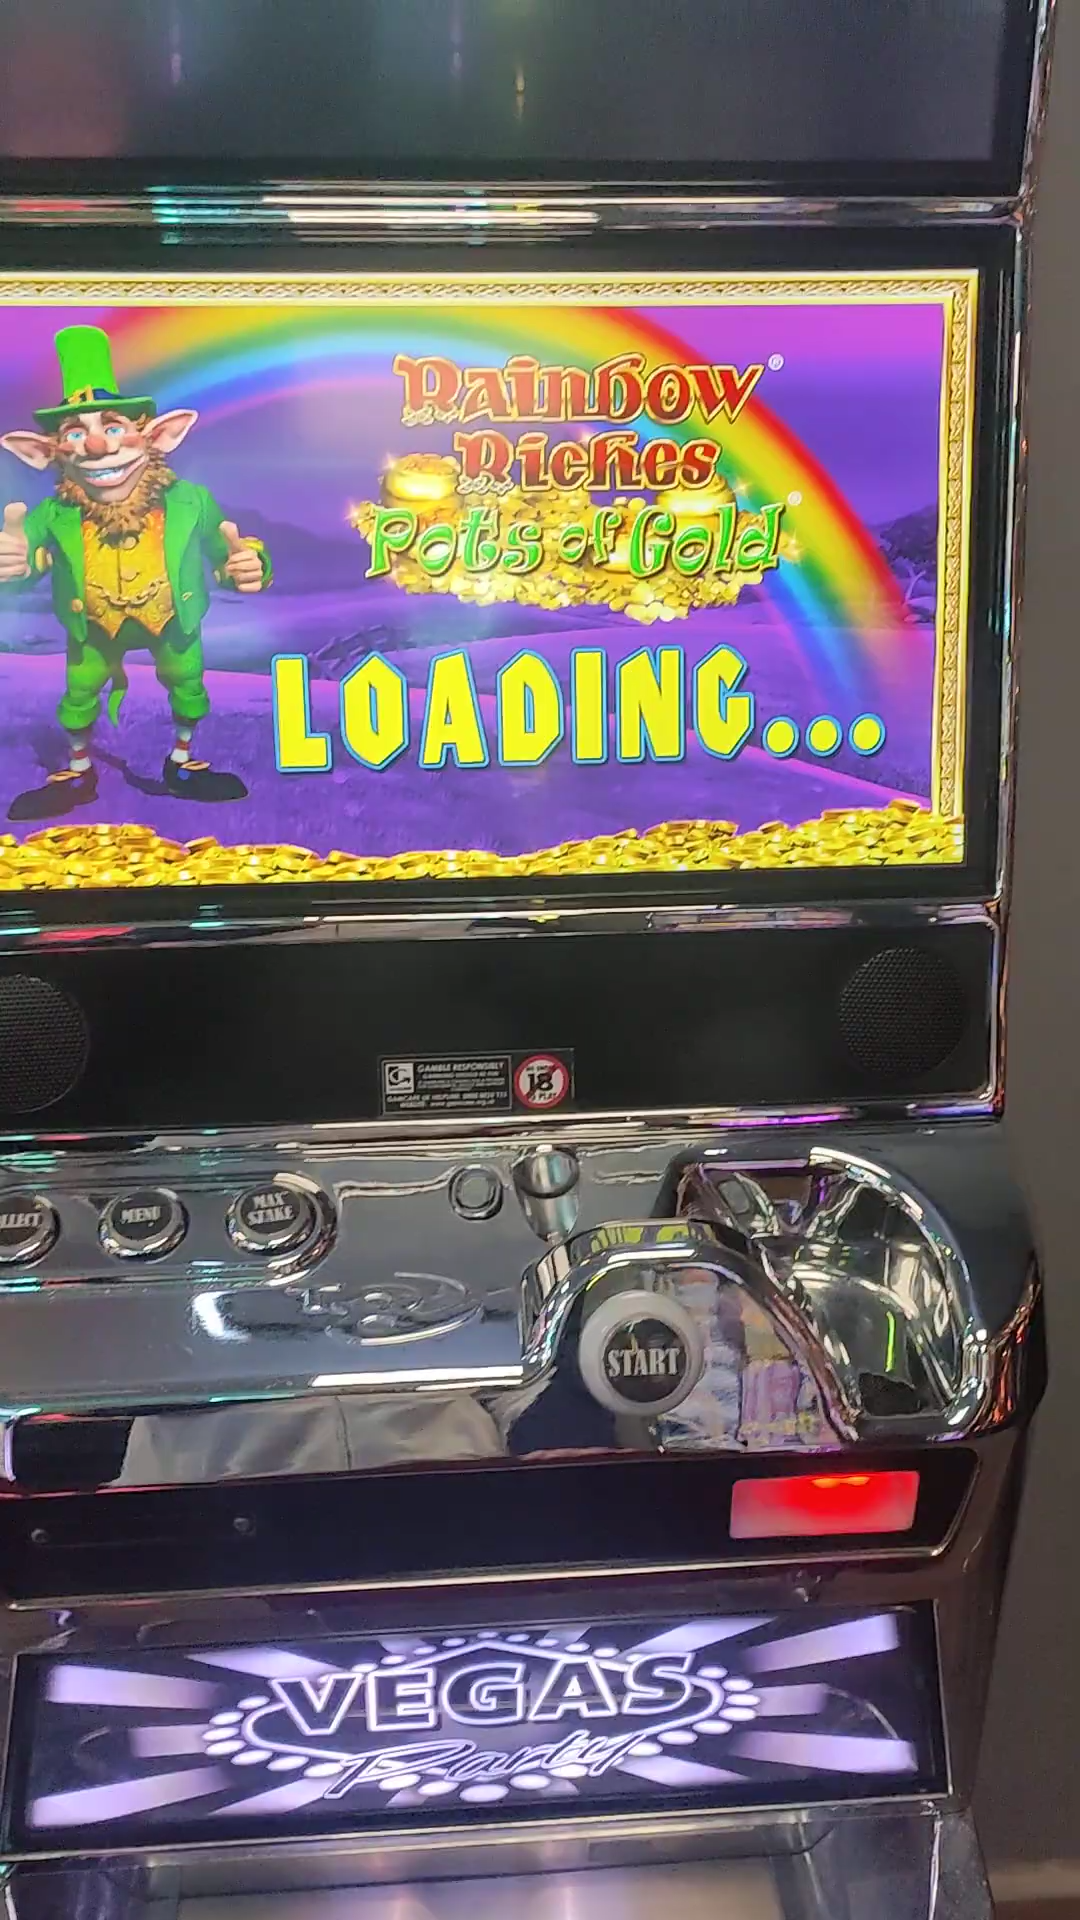 Rainbow®
Riches
Pots of Gold®
LOADING...
GAMBLE RESPONSIBLY
18
MENU
MAX
STAKE
START
VEGAS
Party